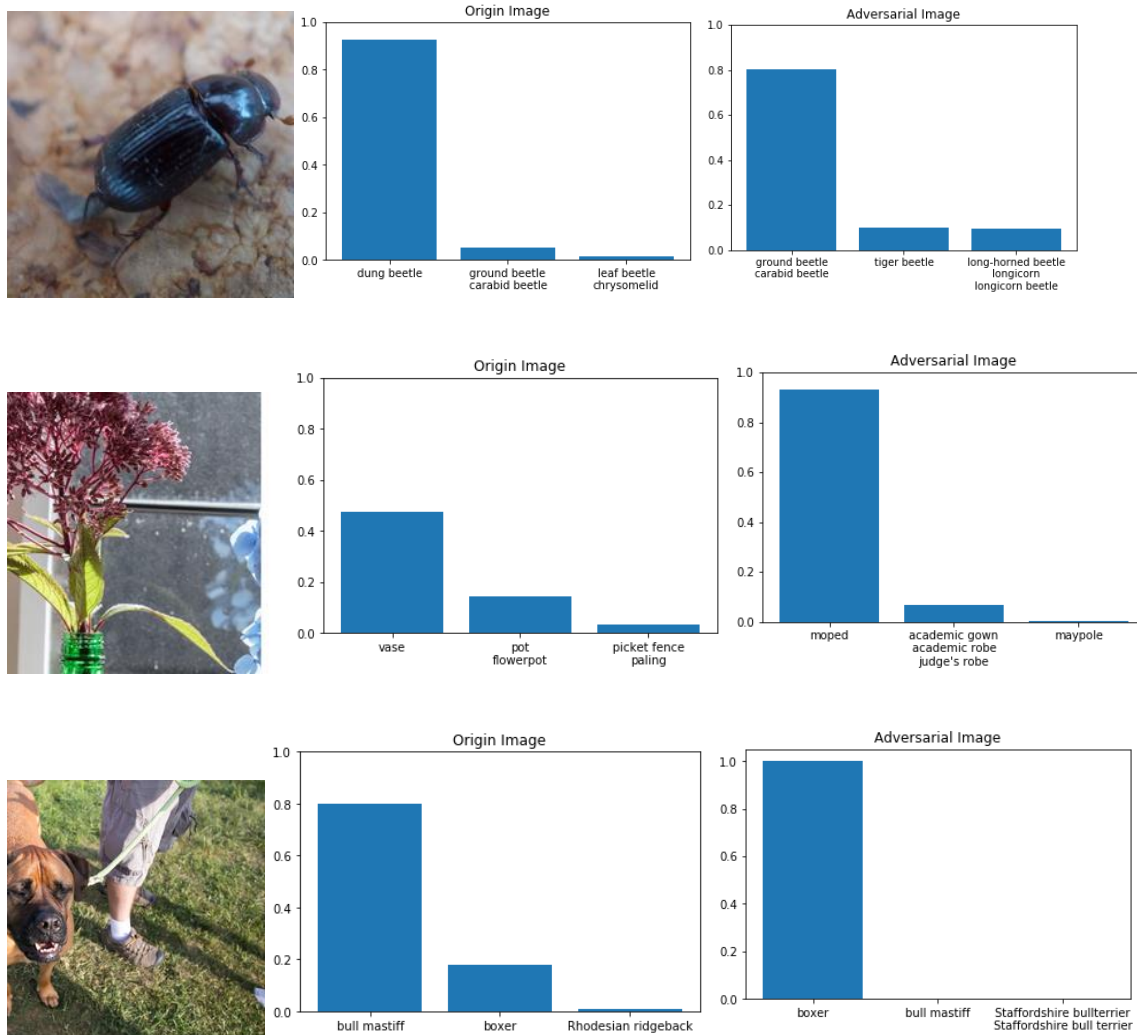 Origin Image
1.0
0.8
0.6
0.4
0.2
0.0
dung beetle
ground beetle
carabid beetle
leaf beetle
chrysomelid
Adversarial Image
1.0
0.8
0.6
0.4
0.2
0.0
ground beetle
carabid beetle
tiger beetle
long-horned beetle
longicorn
longicorn beetle
Origin Image
1.0
0.8
0.6
0.4
0.2
0.0
vase
pot
flowerpot
picket fence
paling
Adversarial Image
1.0
0.8
0.6
0.4
0.2
0.0
moped
academic gown
academic robe
judge's robe
maypole
Origin Image
1.0
0.8
0.6
0.4
0.2
0.0
bull mastiff
boxer
Rhodesian ridgeback
Adversarial Image
1.0
0.8
0.6
0.4
0.2
0.0
boxer
bull mastiff
Staffordshire bullterrier
Staffordshire bull terrier